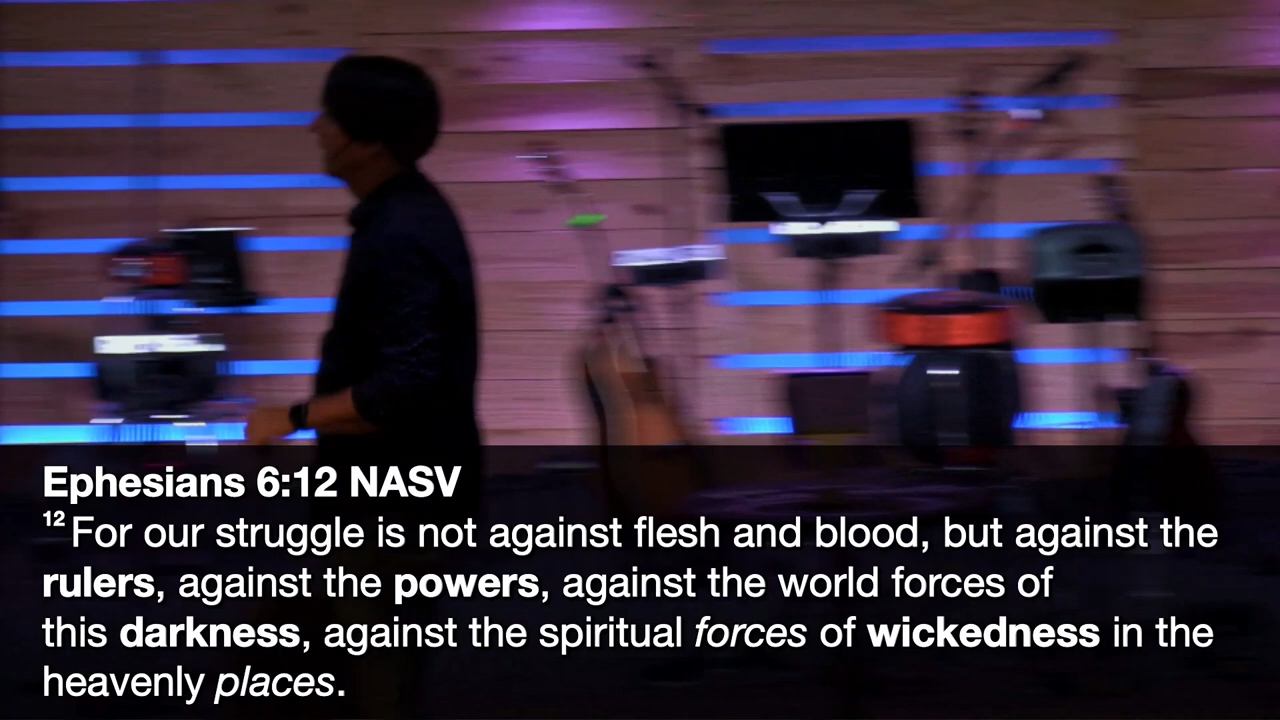 Ephesians 6:12 NASV
12 For our struggle is not against flesh and blood, but against the
rulers, against the powers, against the world forces of
this darkness, against the spiritual forces of wickedness in the
heavenly places.